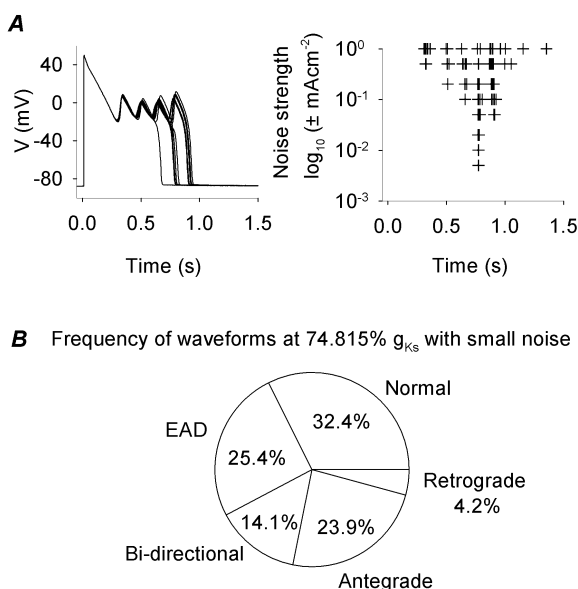 A
V (mV)
40
0
-40
-80
0.0 0.5 1.0 1.5
Time (s)
Noise strength
log10 (± mAcm-2)
10^0
10^-1
10^-2
10^-3
0.0 0.5 1.0 1.5
Time (s)
B Frequency of waveforms at 74.815% gKs with small noise
Normal
32.4%
EAD
25.4%
Retrograde
4.2%
14.1%
23.9%
Bi-directional
Antegrade